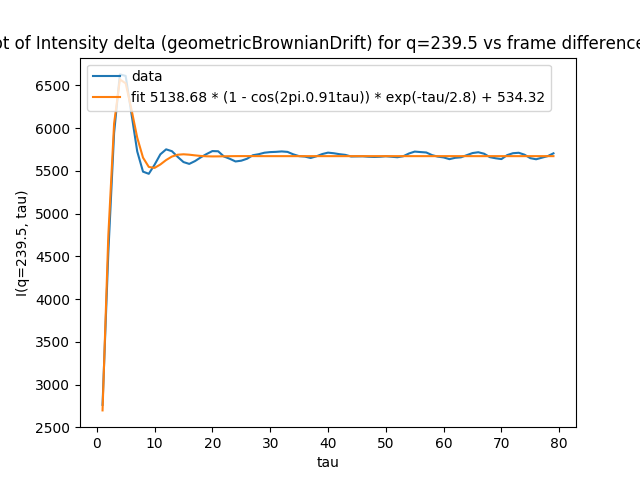 ot of Intensity delta (geometricBrownianDrift) for q=239.5 vs frame difference
data
fit 5138.68 * (1 - cos(2pi.0.91tau)) * exp(-tau/2.8) + 534.32
6500
6000
5500
5000
4500
4000
3500
3000
2500
I(q=239.5, tau)
0 10 20 30 40 50 60 70 80
tau